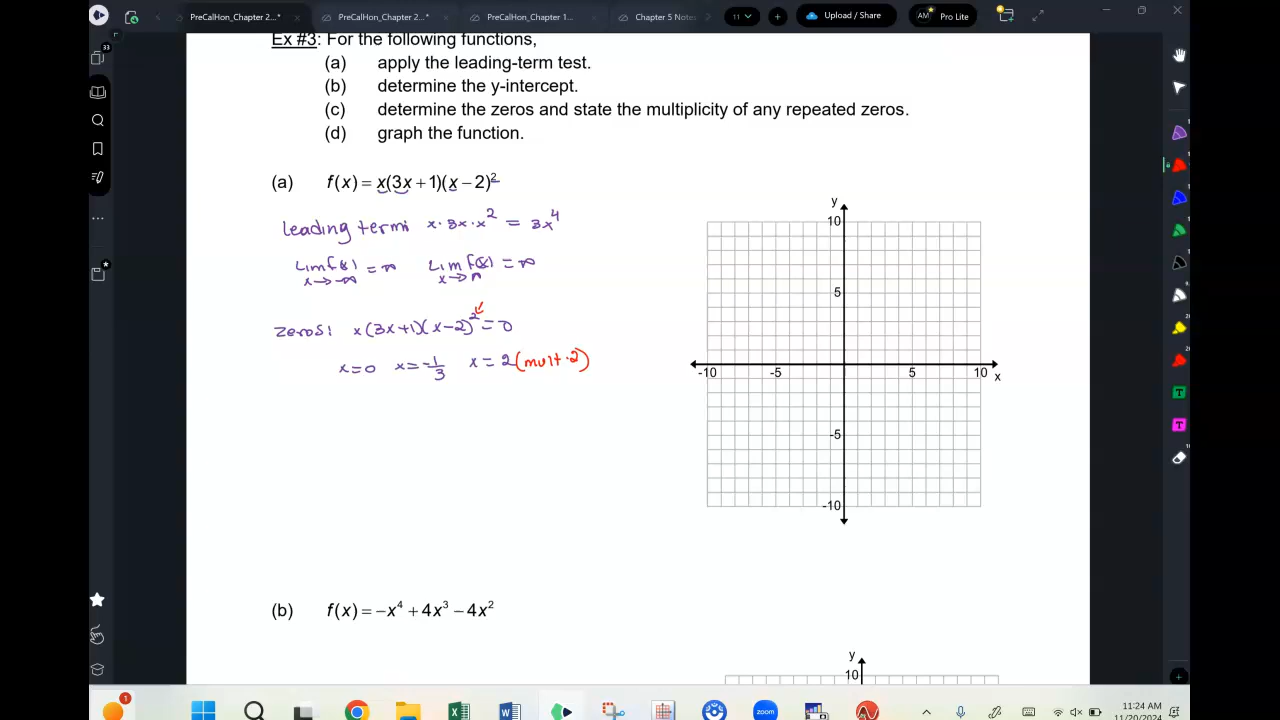 PreCalHon_Chapter 2...*
PreCalHon_Chapter 2...*
PreCalHon_Chapter 1...
Chapter 5 Notes
11
Upload / Share
AM
Pro Lite
33
Ex #3: For the following functions,
(a) apply the leading-term test.
(b) determine the y-intercept.
(c) determine the zeros and state the multiplicity of any repeated zeros.
(d) graph the function.
(a) f(x) = x(3x + 1)(x − 2)²
leading term: x · 3x · x² = 3x⁴
Lim f(x) = ∞ Lim f(x) = ∞
x→-∞ x→∞
zeros: x(3x+1)(x−2)² = 0
x=0 x=-1/3 x=2 (mult. 2)
y
10
5
-10 -5 5 10 x
-5
-10
(b) f(x) = −x⁴ + 4x³ − 4x²
y
10
1
11:24 AM